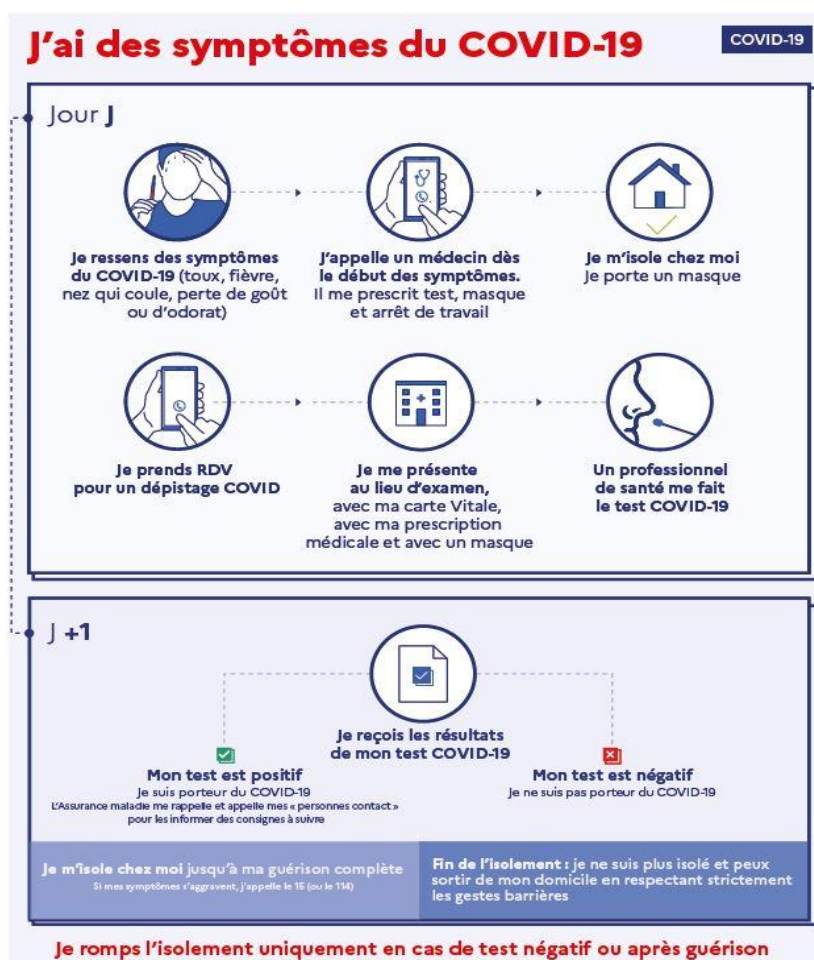 J'ai des symptômes du COVID-19
COVID-19
Jour J
Je ressens des symptômes
du COVID-19 (toux, fièvre,
nez qui coule, perte de goût
ou d'odorat)
J'appelle un médecin dès
le début des symptômes.
Il me prescrit test, masque
et arrêt de travail
Je m'isole chez moi
Je porte un masque
Je prends RDV
pour un dépistage COVID
Je me présente
au lieu d'examen,
avec ma carte Vitale,
avec ma prescription
médicale et avec un masque
Un professionnel
de santé me fait
le test COVID-19
J +1
Je reçois les résultats
de mon test COVID-19
Mon test est positif
Je suis porteur du COVID-19
L'Assurance maladie me rappelle et appelle mes « personnes contact »
pour les informer des consignes à suivre
Mon test est négatif
Je ne suis pas porteur du COVID-19
Je m'isole chez moi jusqu'à ma guérison complète
Si mes symptômes s'aggravent, j'appelle le 15 (ou le 114)
Fin de l'isolement : je ne suis plus isolé et peux
sortir de mon domicile en respectant strictement
les gestes barrières
Je romps l'isolement uniquement en cas de test négatif ou après guérison